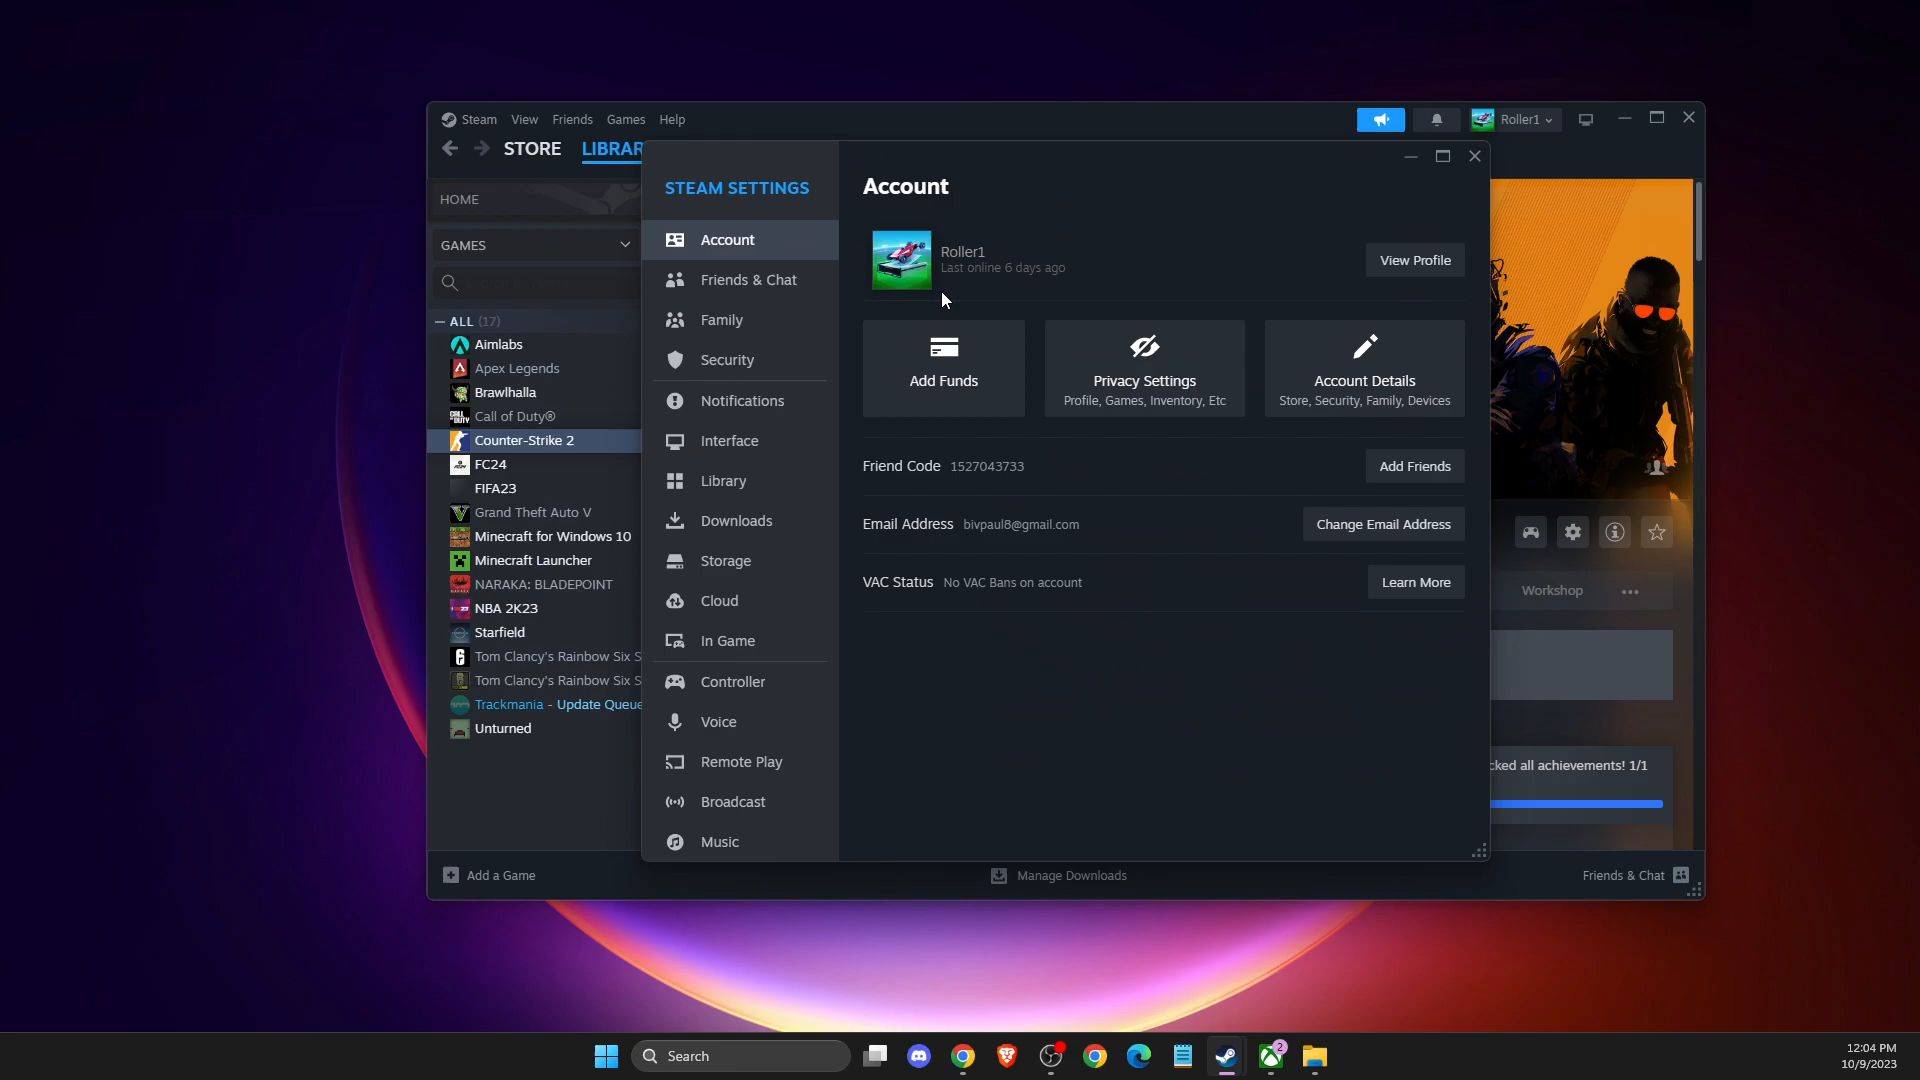 Steam View Friends Games Help
Roller1
STORE LIBRAR
HOME
GAMES
ALL (17)
Aimlabs
Apex Legends
Brawlhalla
Call of Duty®
Counter-Strike 2
FC24
FIFA23
Grand Theft Auto V
Minecraft for Windows 10
Minecraft Launcher
NARAKA: BLADEPOINT
NBA 2K23
Starfield
Tom Clancy's Rainbow Six S
Tom Clancy's Rainbow Six S
Trackmania - Update Queue
Unturned
STEAM SETTINGS
Account
Friends & Chat
Family
Security
Notifications
Interface
Library
Downloads
Storage
Cloud
In Game
Controller
Voice
Remote Play
Broadcast
Music
Account
Roller1
Last online 6 days ago
View Profile
Add Funds
Privacy Settings
Profile, Games, Inventory, Etc
Account Details
Store, Security, Family, Devices
Friend Code 1527043733
Add Friends
Email Address bivpaul8@gmail.com
Change Email Address
VAC Status No VAC Bans on account
Learn More
Workshop
cked all achievements! 1/1
Add a Game
Manage Downloads
Friends & Chat
Search
2
12:04 PM
10/9/2023